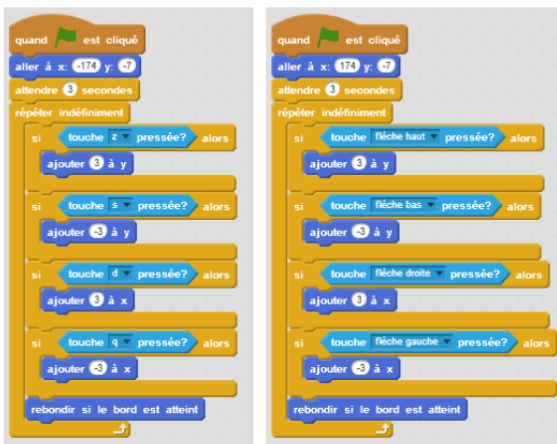 quand est cliqué
aller à x: -174 y: -7
attendre 3 secondes
répéter indéfiniment
si touche z pressée? alors
ajouter 3 à y
si touche s pressée? alors
ajouter -3 à y
si touche d pressée? alors
ajouter 3 à x
si touche q pressée? alors
ajouter -3 à x
rebondir si le bord est atteint
quand est cliqué
aller à x: 174 y: -7
attendre 3 secondes
répéter indéfiniment
si touche flèche haut pressée? alors
ajouter 3 à y
si touche flèche bas pressée? alors
ajouter -3 à y
si touche flèche droite pressée? alors
ajouter 3 à x
si touche flèche gauche pressée? alors
ajouter -3 à x
rebondir si le bord est atteint